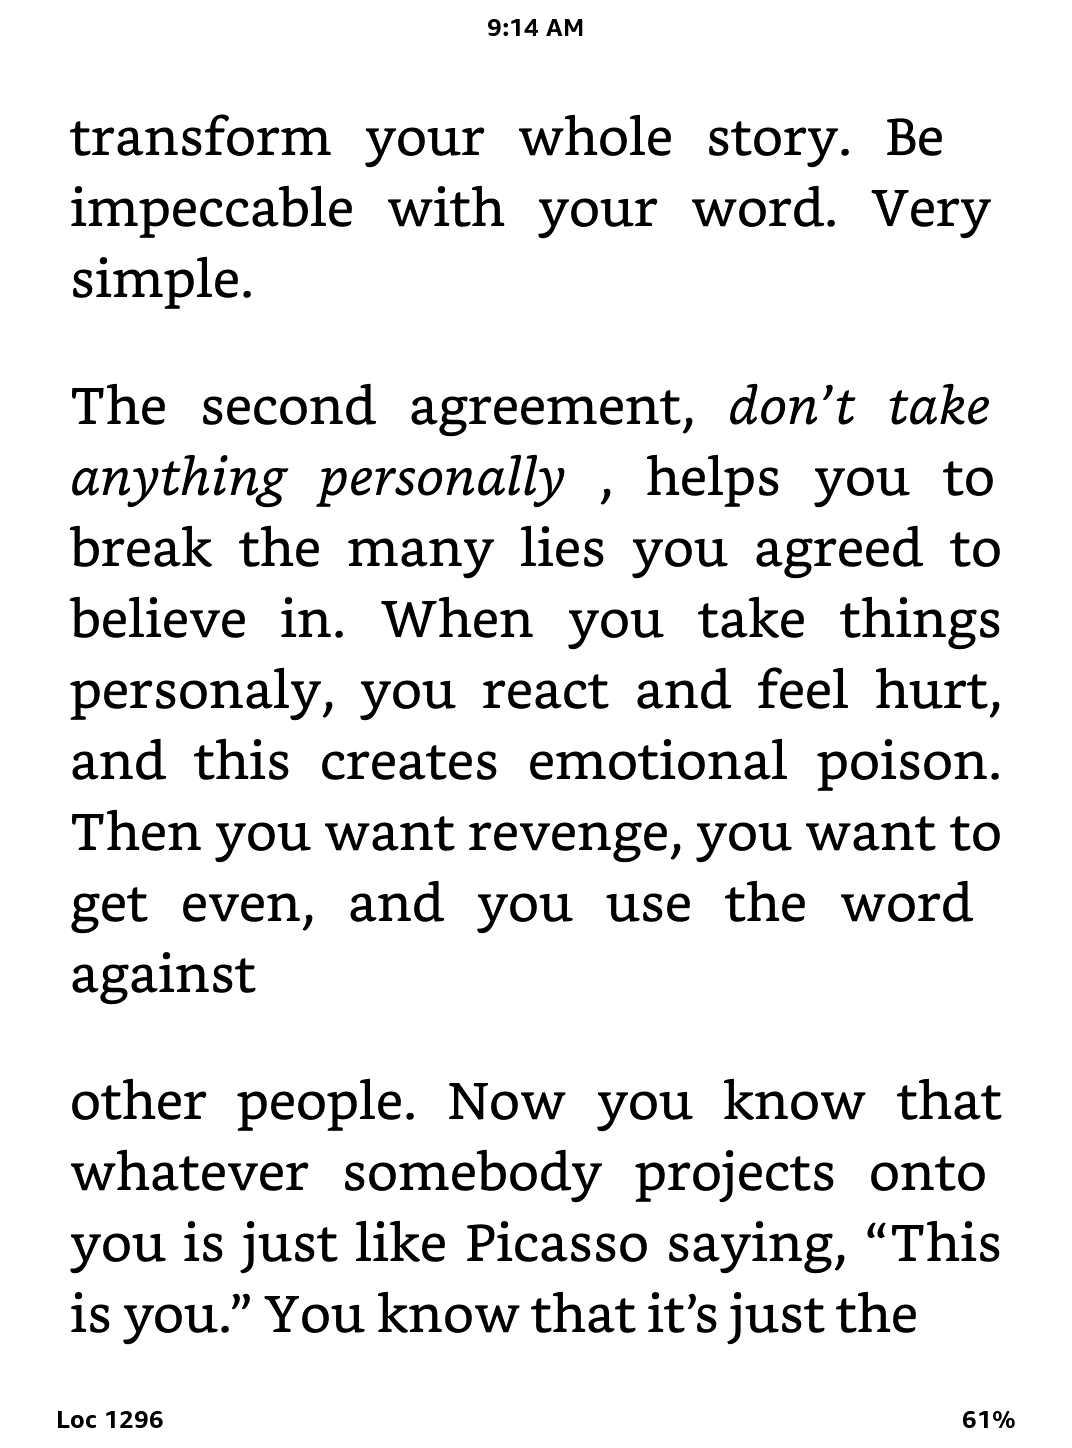 9:14 AM
transform your whole story. Be
impeccable with your word. Very
simple.
The second agreement, don’t take
anything personally , helps you to
break the many lies you agreed to
believe in. When you take things
personaly, you react and feel hurt,
and this creates emotional poison.
Then you want revenge, you want to
get even, and you use the word
against
other people. Now you know that
whatever somebody projects onto
you is just like Picasso saying, “This
is you.” You know that it’s just the
Loc 1296
61%